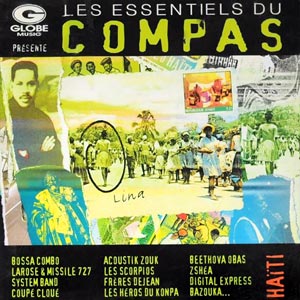 GLOBE
MUSIC
PRÉSENTE
LES ESSENTIELS DU
COMPAS
Lina
BOSSA COMBO
LAROSE & MISSILE 727
SYSTEM BAND
COUPE CLOUE
ACOUSTIK ZOUK
LES SCORPIOS
FRERES DEJEAN
LES HÉROS DU KONPA
BEETHOVA OBAS
ZSHEA
DIGITAL EXPRESS
BAZOUKA...
HAÏTI